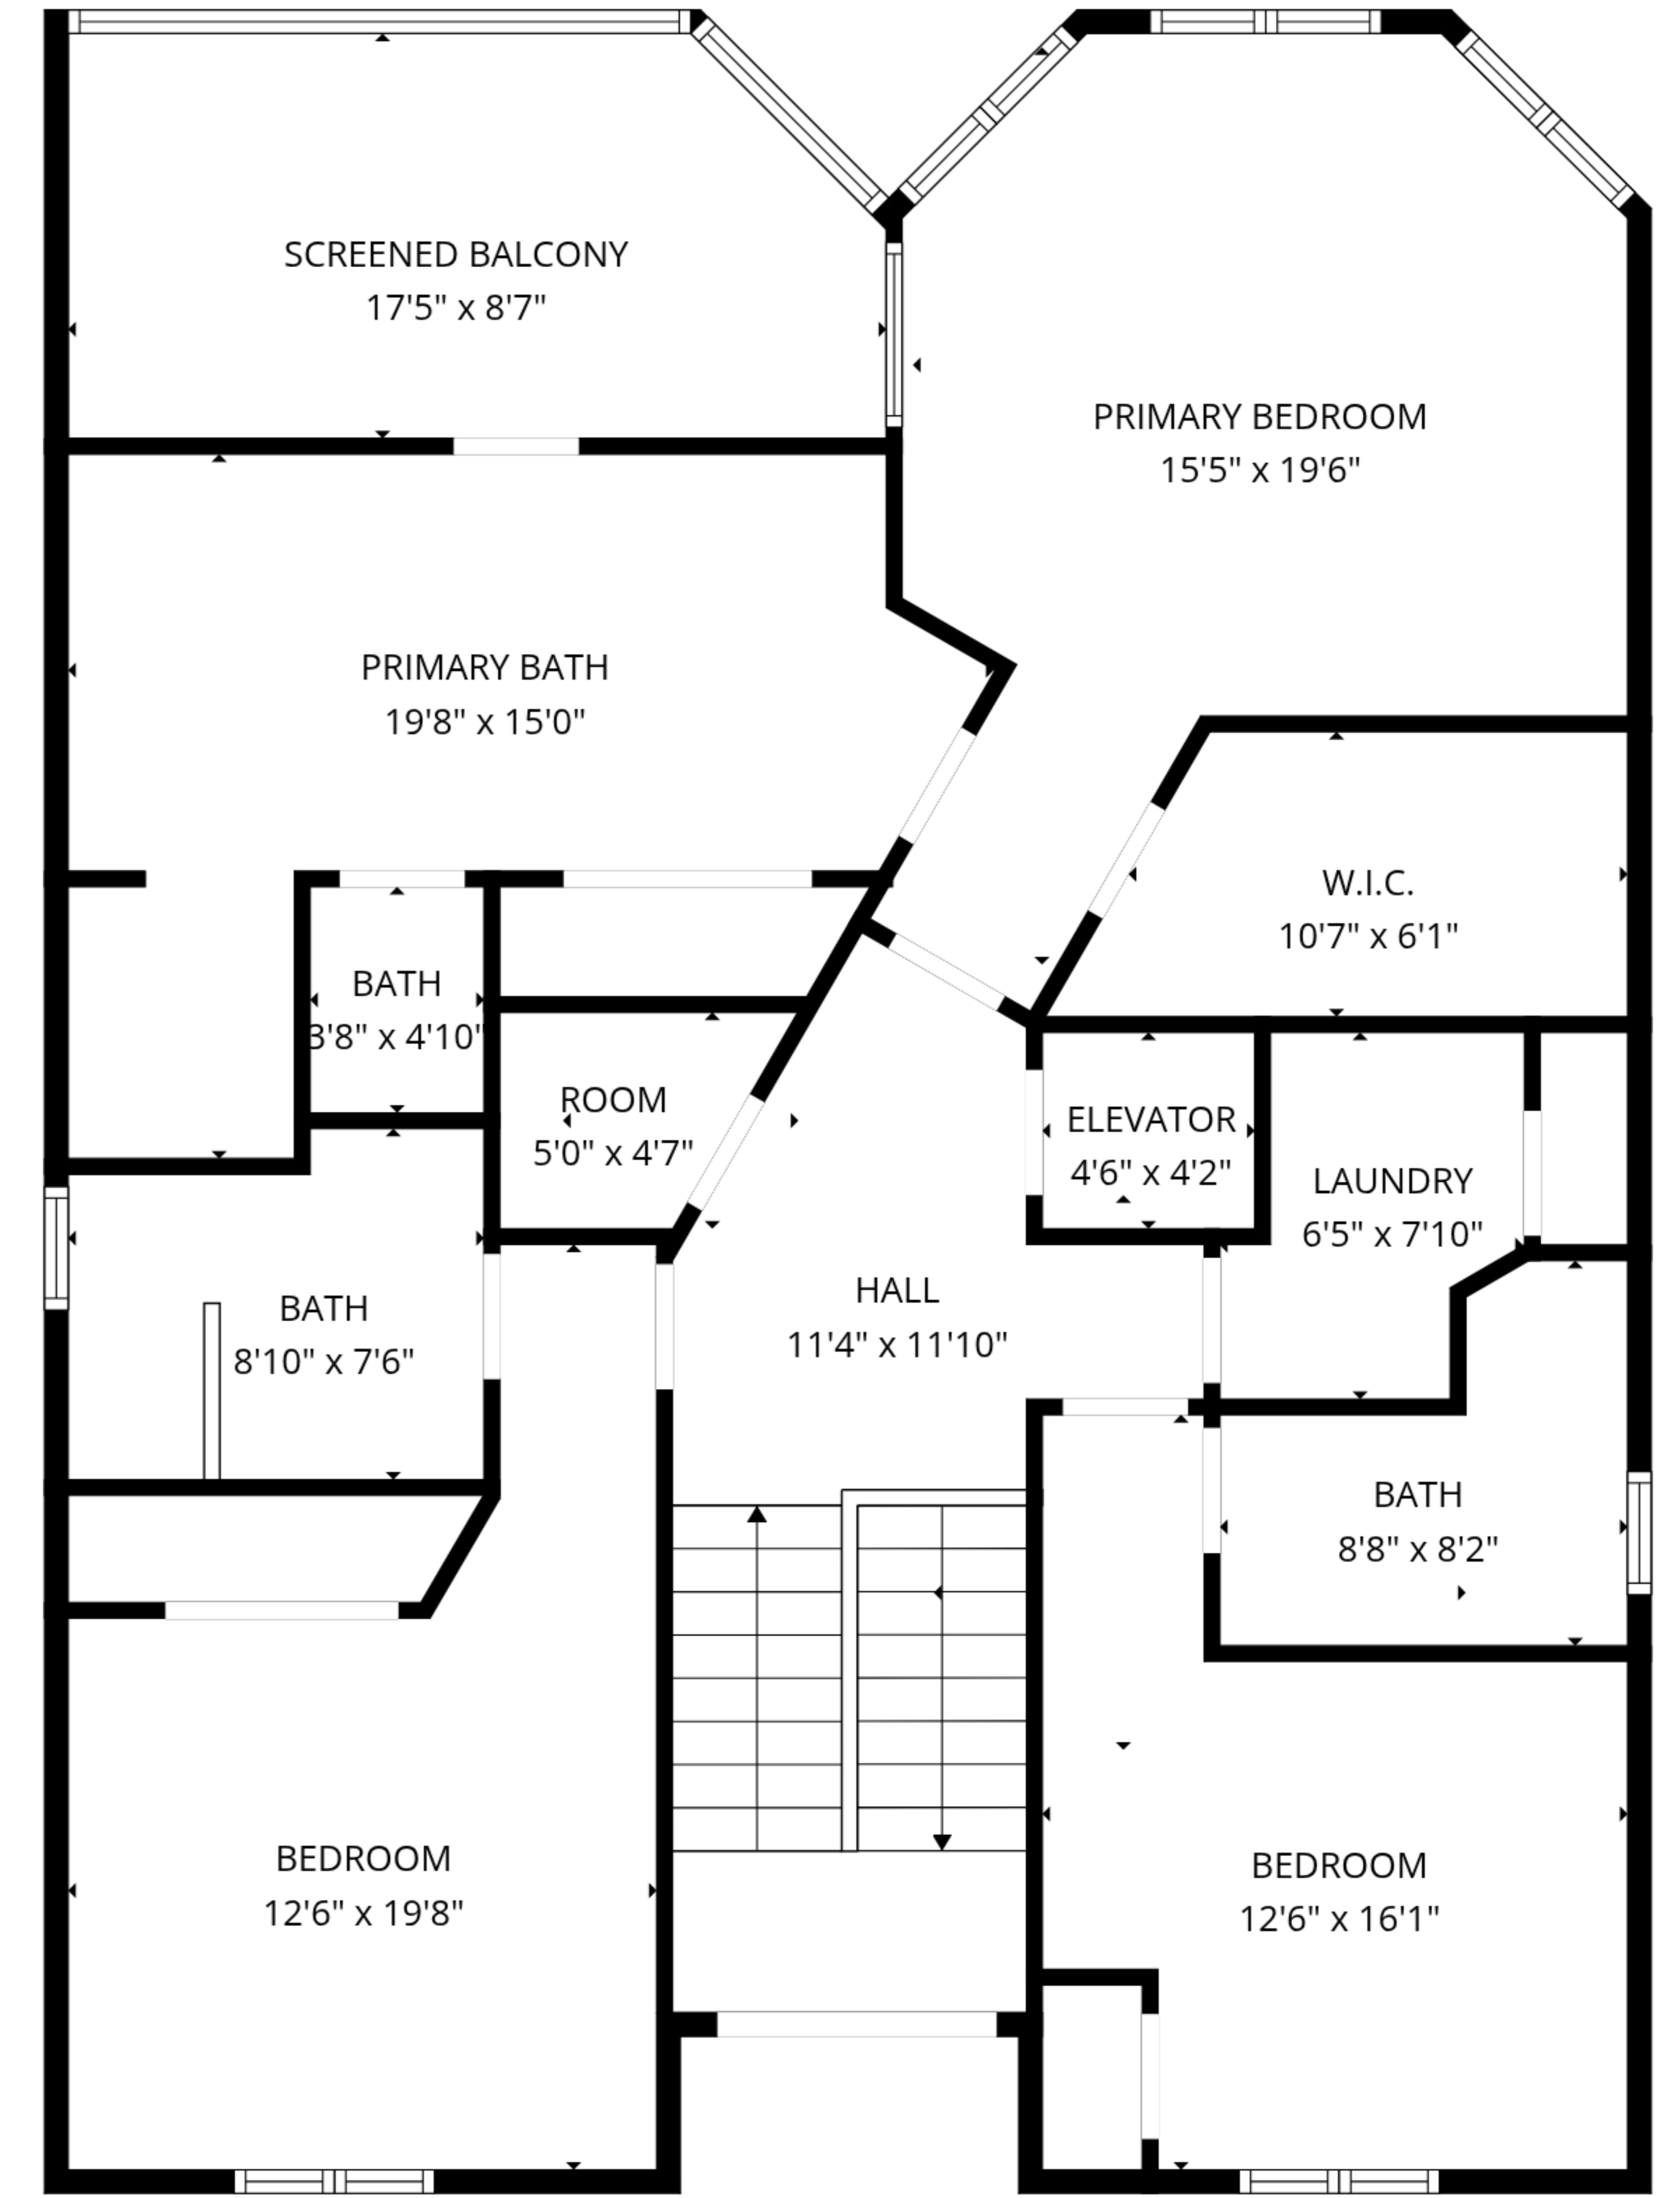 SCREENED BALCONY
17'5" x 8'7"
PRIMARY BEDROOM
15'5" x 19'6"
PRIMARY BATH
19'8" x 15'0"
W.I.C.
10'7" x 6'1"
BATH
3'8" x 4'10"
ROOM
5'0" x 4'7"
ELEVATOR
4'6" x 4'2"
LAUNDRY
6'5" x 7'10"
HALL
11'4" x 11'10"
BATH
8'10" x 7'6"
BATH
8'8" x 8'2"
BEDROOM
12'6" x 19'8"
BEDROOM
12'6" x 16'1"